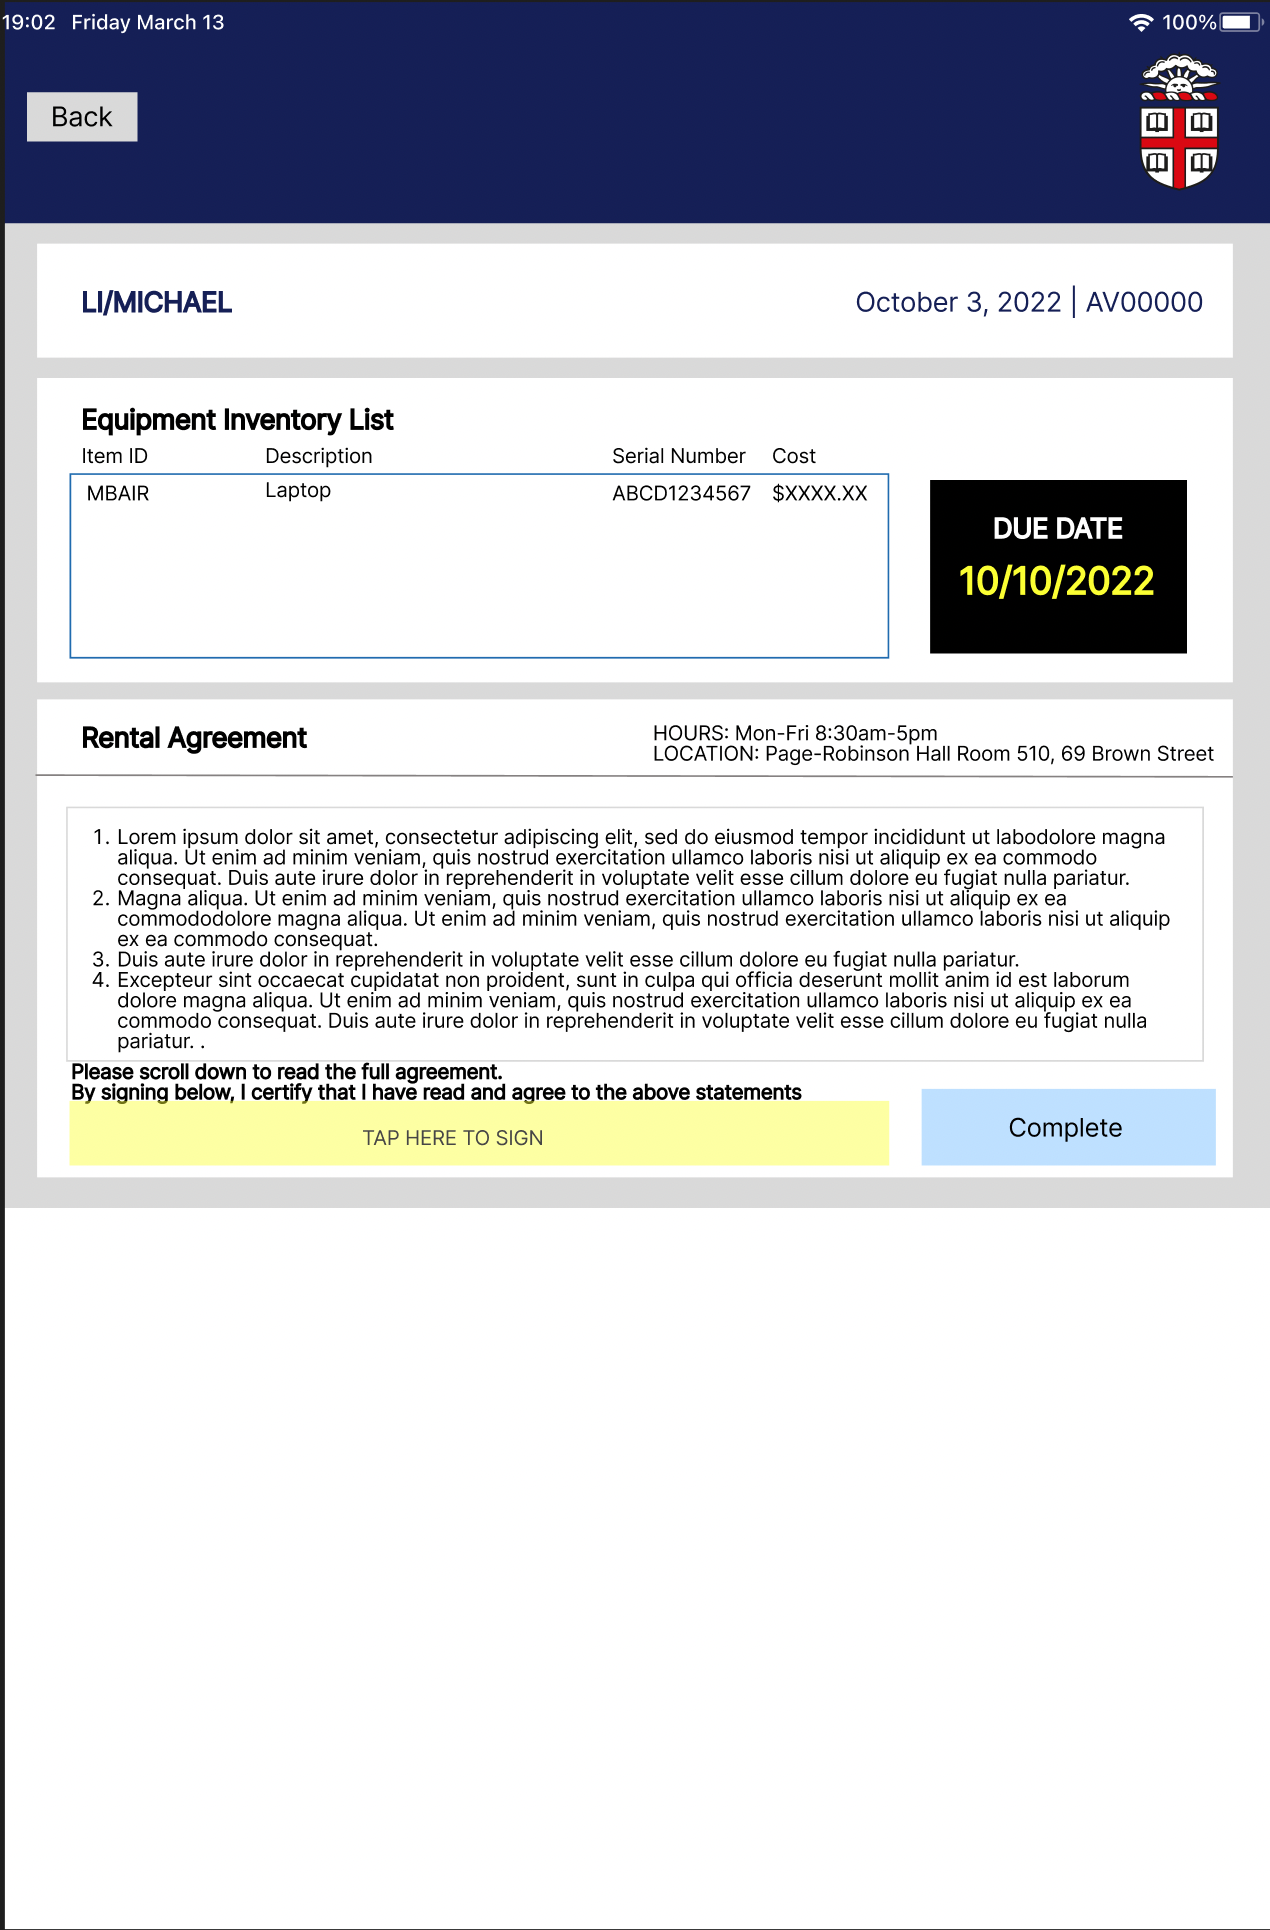 19:02 Friday March 13 100%
Back
LI/MICHAEL October 3, 2022 | AV00000
Equipment Inventory List
Item ID Description Serial Number Cost
MBAIR Laptop ABCD1234567 $XXXX.XX
DUE DATE
10/10/2022
Rental Agreement
HOURS: Mon-Fri 8:30am-5pm
LOCATION: Page-Robinson Hall Room 510, 69 Brown Street
1. Lorem ipsum dolor sit amet, consectetur adipiscing elit, sed do eiusmod tempor incididunt ut labodolore magna
aliqua. Ut enim ad minim veniam, quis nostrud exercitation ullamco laboris nisi ut aliquip ex ea commodo
consequat. Duis aute irure dolor in reprehenderit in voluptate velit esse cillum dolore eu fugiat nulla pariatur.
2. Magna aliqua. Ut enim ad minim veniam, quis nostrud exercitation ullamco laboris nisi ut aliquip ex ea
commododolore magna aliqua. Ut enim ad minim veniam, quis nostrud exercitation ullamco laboris nisi ut aliquip
ex ea commodo consequat.
3. Duis aute irure dolor in reprehenderit in voluptate velit esse cillum dolore eu fugiat nulla pariatur.
4. Excepteur sint occaecat cupidatat non proident, sunt in culpa qui officia deserunt mollit anim id est laborum
dolore magna aliqua. Ut enim ad minim veniam, quis nostrud exercitation ullamco laboris nisi ut aliquip ex ea
commodo consequat. Duis aute irure dolor in reprehenderit in voluptate velit esse cillum dolore eu fugiat nulla
pariatur. .
Please scroll down to read the full agreement.
By signing below, I certify that I have read and agree to the above statements
TAP HERE TO SIGN
Complete